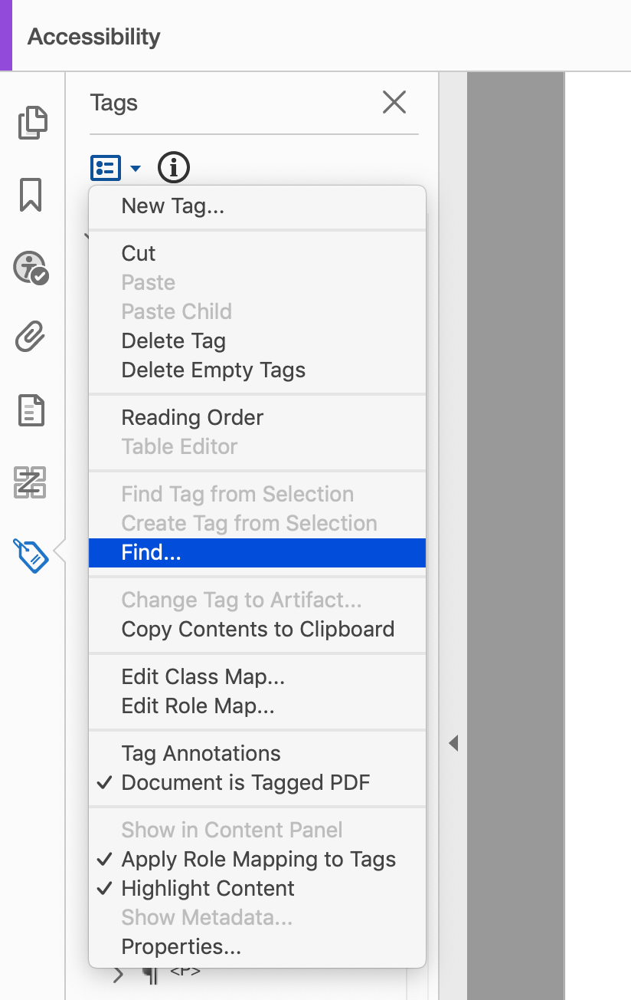 Accessibility
Tags
New Tag...
Cut
Paste
Paste Child
Delete Tag
Delete Empty Tags
Reading Order
Table Editor
Find Tag from Selection
Create Tag from Selection
Find...
Change Tag to Artifact...
Copy Contents to Clipboard
Edit Class Map...
Edit Role Map...
Tag Annotations
Document is Tagged PDF
Show in Content Panel
Apply Role Mapping to Tags
Highlight Content
Show Metadata...
Properties...
<P>